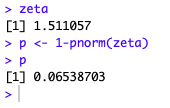 > zeta
[1] 1.511057
> p <- 1-pnorm(zeta)
> p
[1] 0.06538703
>